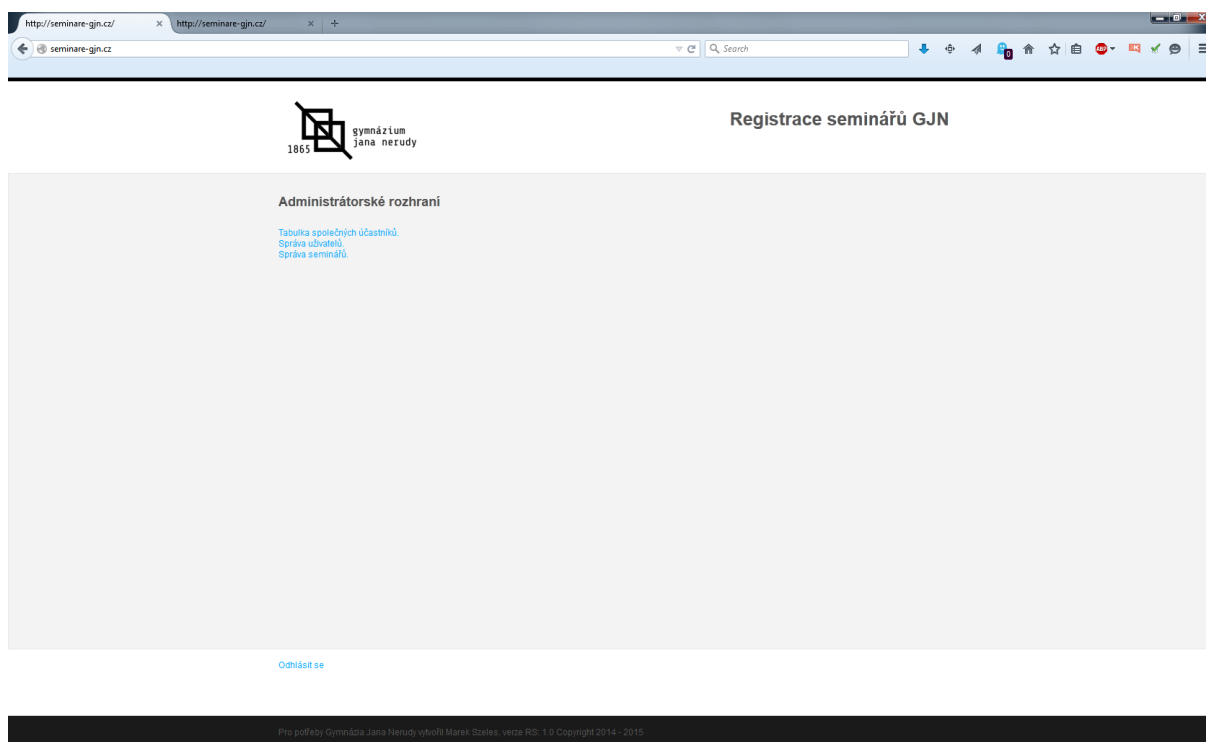 http://seminare-gjn.cz/
http://seminare-gjn.cz/
seminare-gjn.cz
Search
0
ABP
1865
gymnázium
jana nerudy
Registrace seminářů GJN
Administrátorské rozhraní
Tabulka společných účastníků.
Správa uživatelů.
Správa seminářů.
Odhlásit se
Pro potřeby Gymnázia Jana Nerudy vytvořil Marek Szeles, verze RS: 1.0 Copyright 2014 - 2015